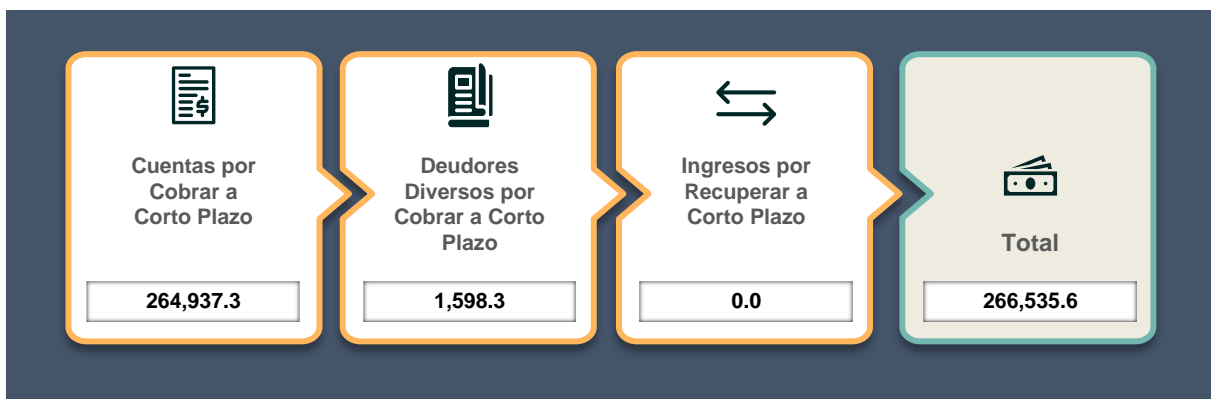 Cuentas por
Cobrar a
Corto Plazo
264,937.3
Deudores
Diversos por
Cobrar a Corto
Plazo
1,598.3
Ingresos por
Recuperar a
Corto Plazo
0.0
Total
266,535.6